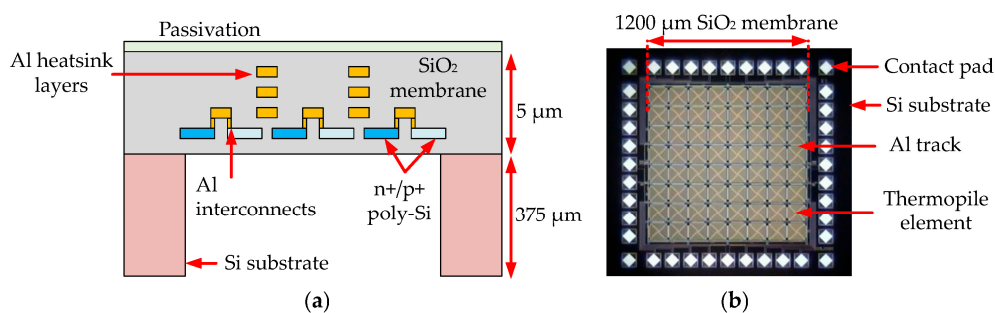 Passivation
Al heatsink
layers
SiO₂
membrane
5 µm
Al
interconnects
n+/p+
poly-Si
375 µm
Si substrate
(a)
1200 µm SiO₂ membrane
Contact pad
Si substrate
Al track
Thermopile
element
(b)